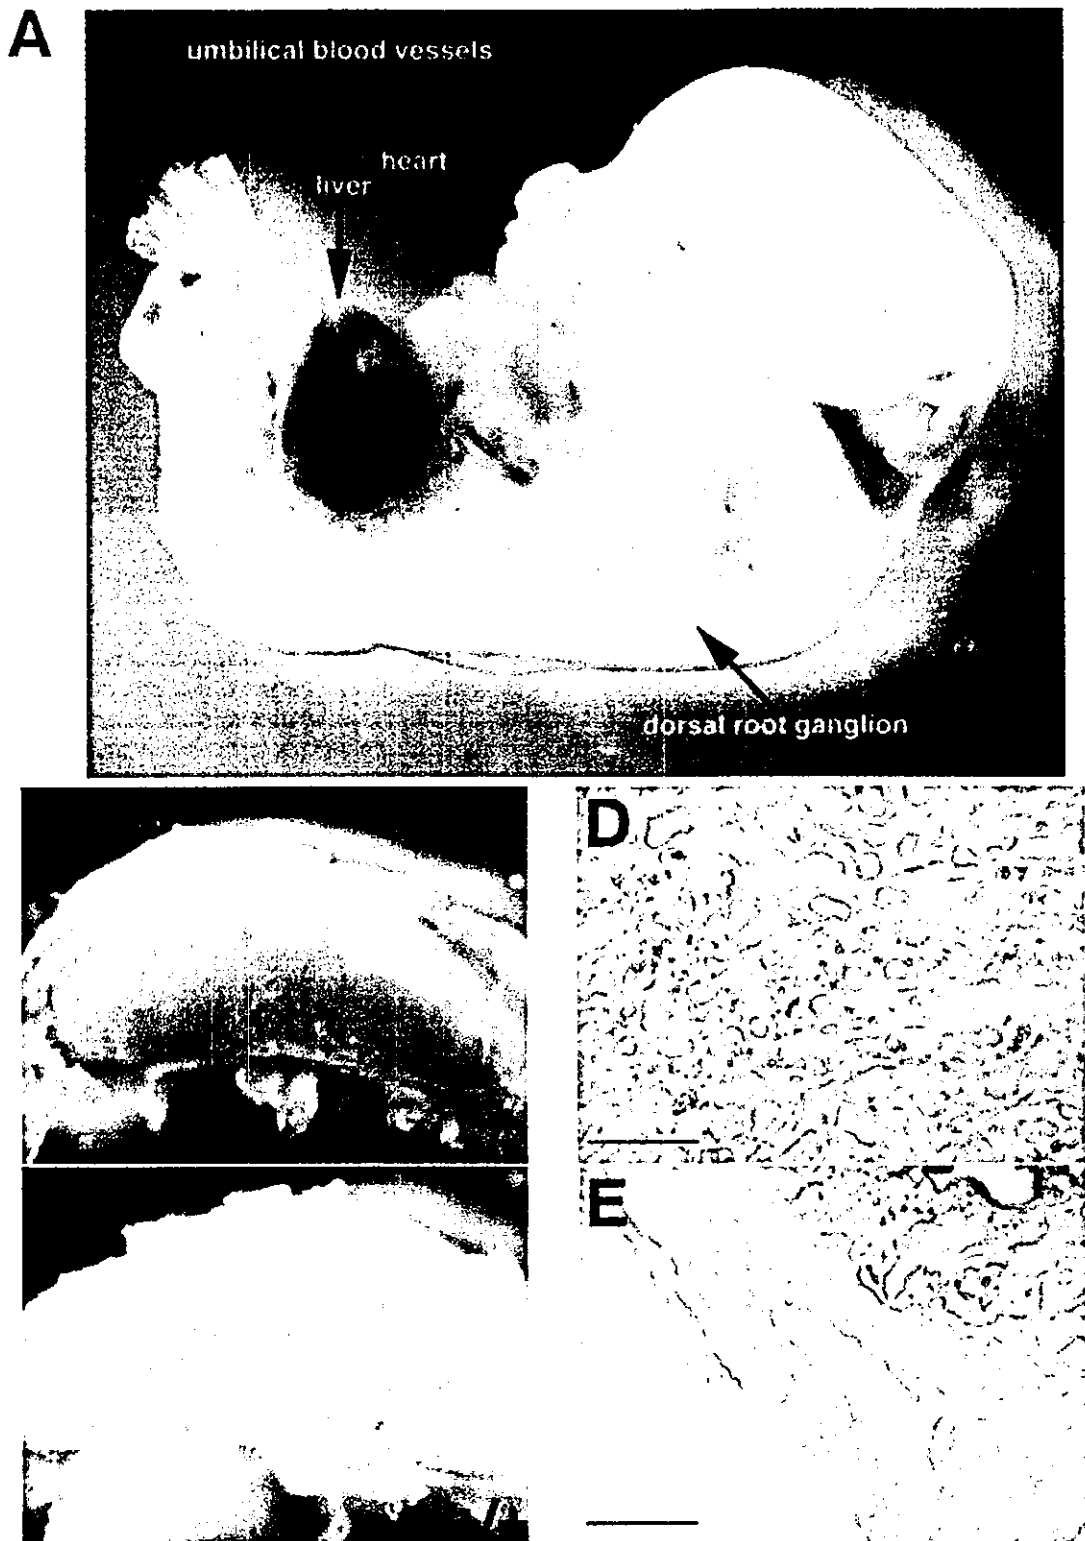 A
umbilical blood vessels
heart
liver
dorsal root ganglion
D
E